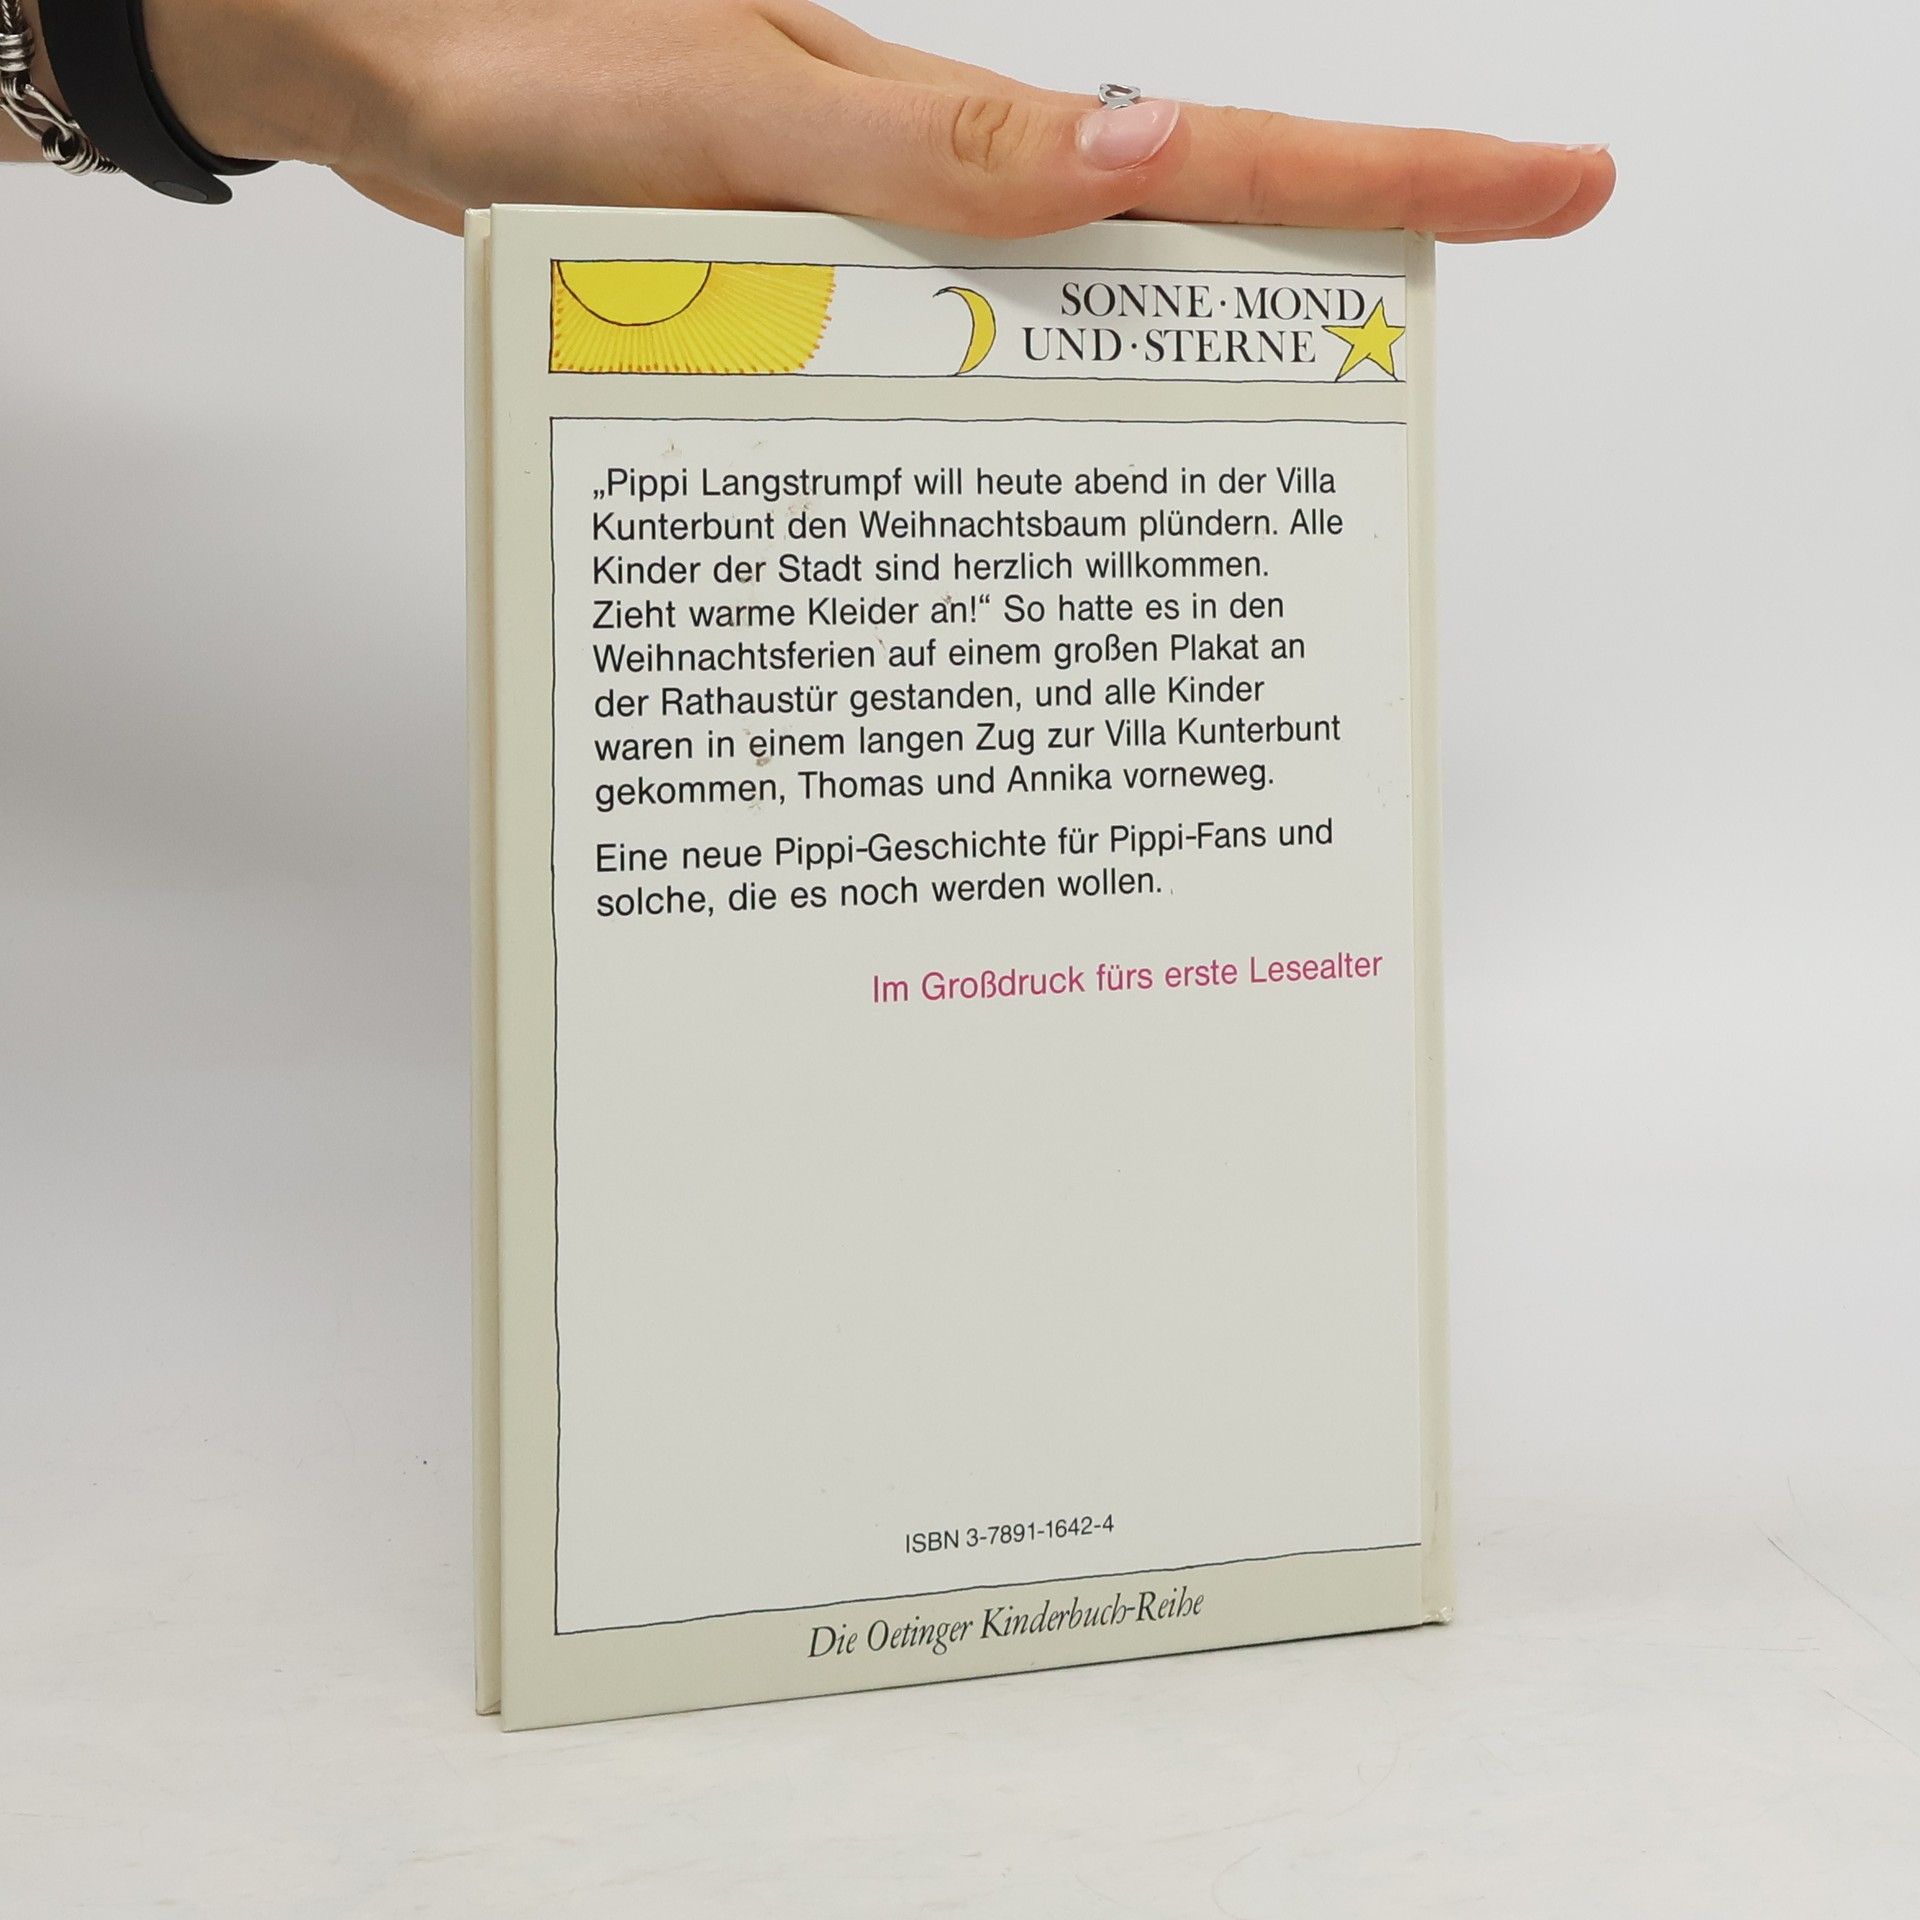 SONNE·MOND
UND·STERNE
„Pippi Langstrumpf will heute abend in der Villa
Kunterbunt den Weihnachtsbaum plündern. Alle
Kinder der Stadt sind herzlich willkommen.
Zieht warme Kleider an!“ So hatte es in den
Weihnachtsferien auf einem großen Plakat an
der Rathaustür gestanden, und alle Kinder
waren in einem langen Zug zur Villa Kunterbunt
gekommen, Thomas und Annika vorneweg.
Eine neue Pippi-Geschichte für Pippi-Fans und
solche, die es noch werden wollen.
Im Großdruck fürs erste Lesealter
ISBN 3-7891-1642-4
Die Oetinger Kinderbuch-Reihe